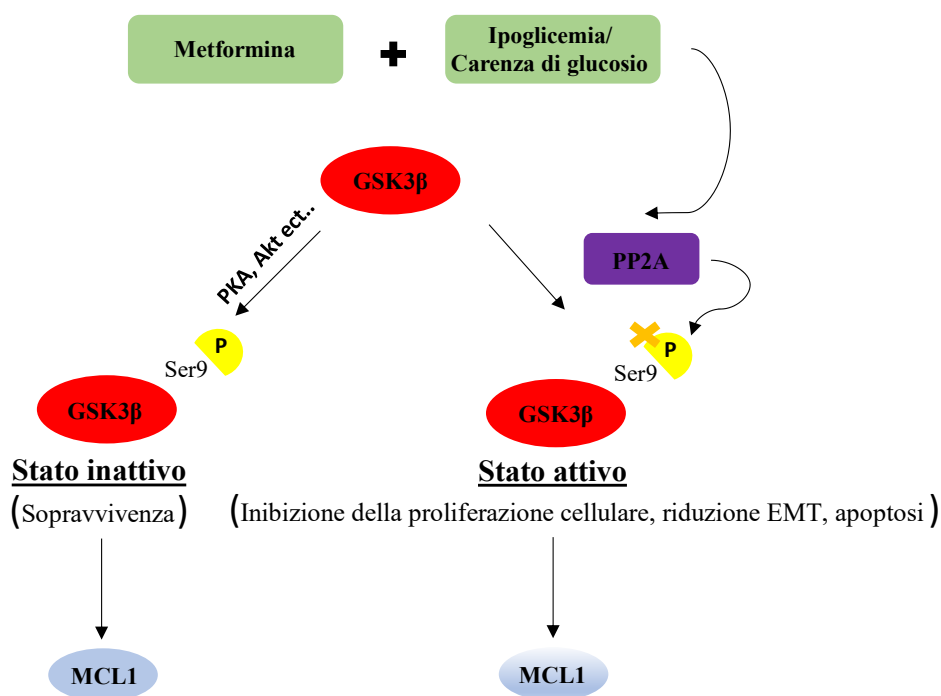 Metformina
Ipoglicemia/
Carenza di glucosio
GSK3β
PKA, Akt ect..
PP2A
P
Ser9
GSK3β
Stato inattivo
(Sopravvivenza)
MCL1
P
Ser9
GSK3β
Stato attivo
(Inibizione della proliferazione cellulare, riduzione EMT, apoptosi)
MCL1